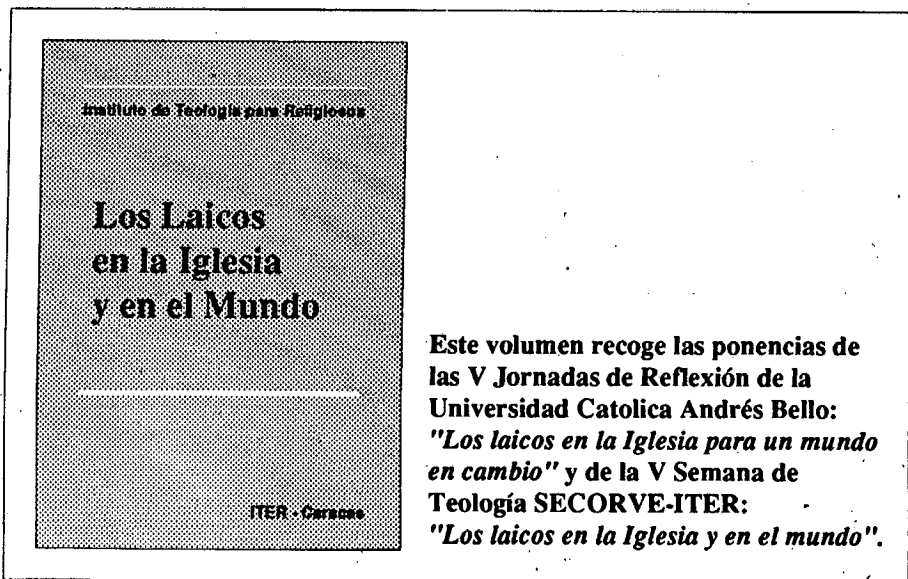 Instituto de Teología para Religiosos
Los Laicos
en la Iglesia
y en el Mundo
ITER - Caracas
Este volumen recoge las ponencias de
las V Jornadas de Reflexión de la
Universidad Catolica Andrés Bello:
"Los laicos en la Iglesia para un mundo
en cambio" y de la V Semana de
Teología SECORVE-ITER:
"Los laicos en la Iglesia y en el mundo".